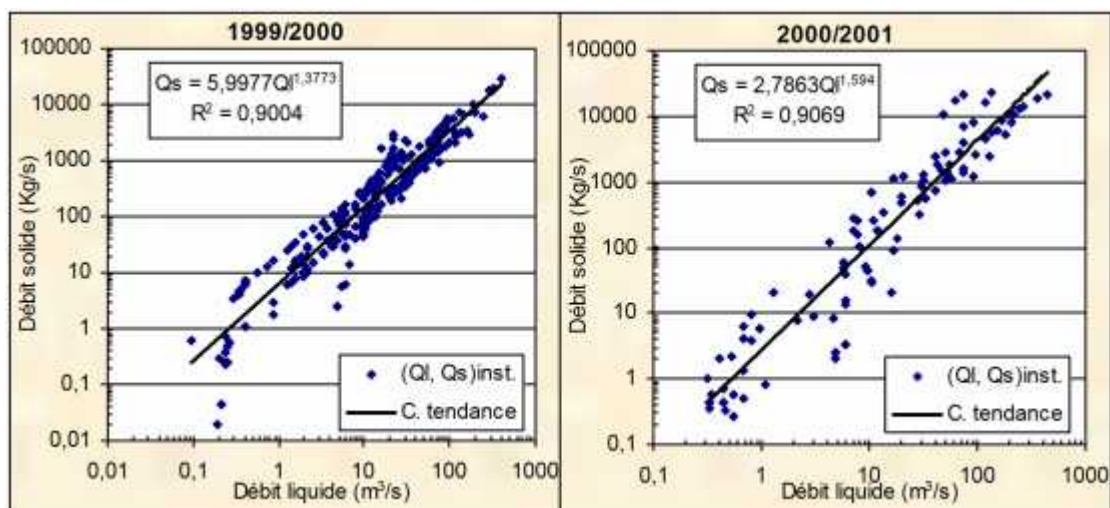 1999/2000
Qs = 5,9977Ql^1,3773
R² = 0,9004
Débit solide (Kg/s)
100000
10000
1000
100
10
1
0,1
0,01
(Ql, Qs)inst.
C. tendance
0,01 0,1 1 10 100 1000
Débit liquide (m³/s)
2000/2001
Qs = 2,7863Ql^1,594
R² = 0,9069
Débit solide (Kg/s)
100000
10000
1000
100
10
1
0,1
(Ql, Qs)inst.
C. tendance
0,1 1 10 100 1000
Débit liquide (m³/s)